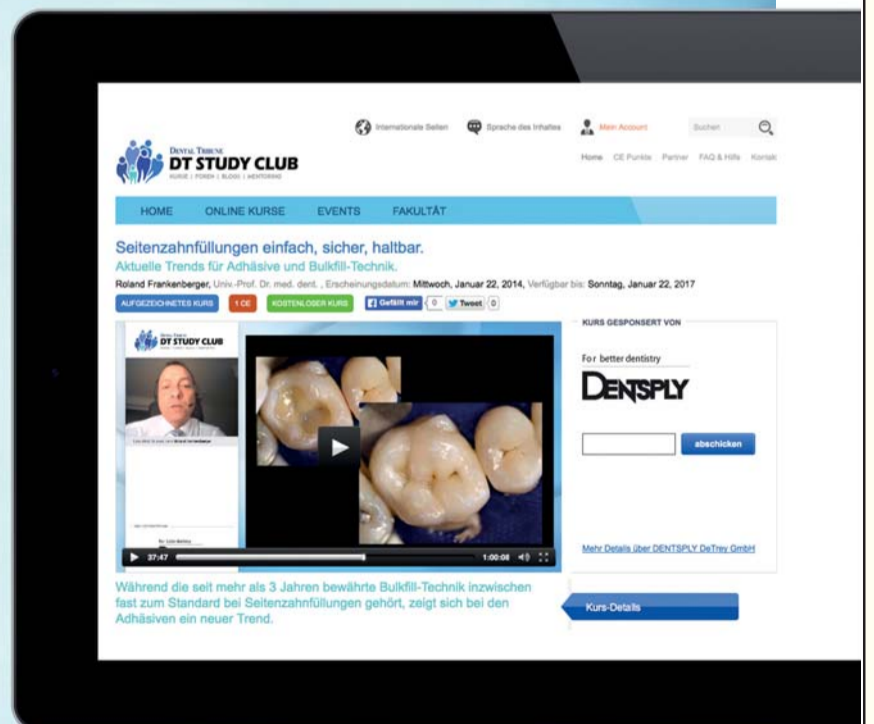 Internationale Seiten Sprache des Inhaltes Mein Account Suchen
DENTAL TRIBUNE
DT STUDY CLUB
KURSE | FOREN | BLOGS | MENTORING
Home CE Punkte Partner FAQ & Hilfe Kontakt
HOME ONLINE KURSE EVENTS FAKULTÄT
Seitenzahnfüllungen einfach, sicher, haltbar.
Aktuelle Trends für Adhäsive und Bulkfill-Technik.
Roland Frankenberger, Univ.-Prof. Dr. med. dent. , Erscheinungsdatum: Mittwoch, Januar 22, 2014, Verfügbar bis: Sonntag, Januar 22, 2017
AUFGEZEICHNETES KURS 1 CE KOSTENLOSER KURS Gefällt mir 0 Tweet 0
DENTAL TRIBUNE
DT STUDY CLUB
37:47 1:00:08
KURS GESPONSERT VON
For better dentistry
DENTSPLY
abschicken
Mehr Details über DENTSPLY DeTrey GmbH
Während die seit mehr als 3 Jahren bewährte Bulkfill-Technik inzwischen
fast zum Standard bei Seitenzahnfüllungen gehört, zeigt sich bei den
Adhäsiven ein neuer Trend.
Kurs-Details